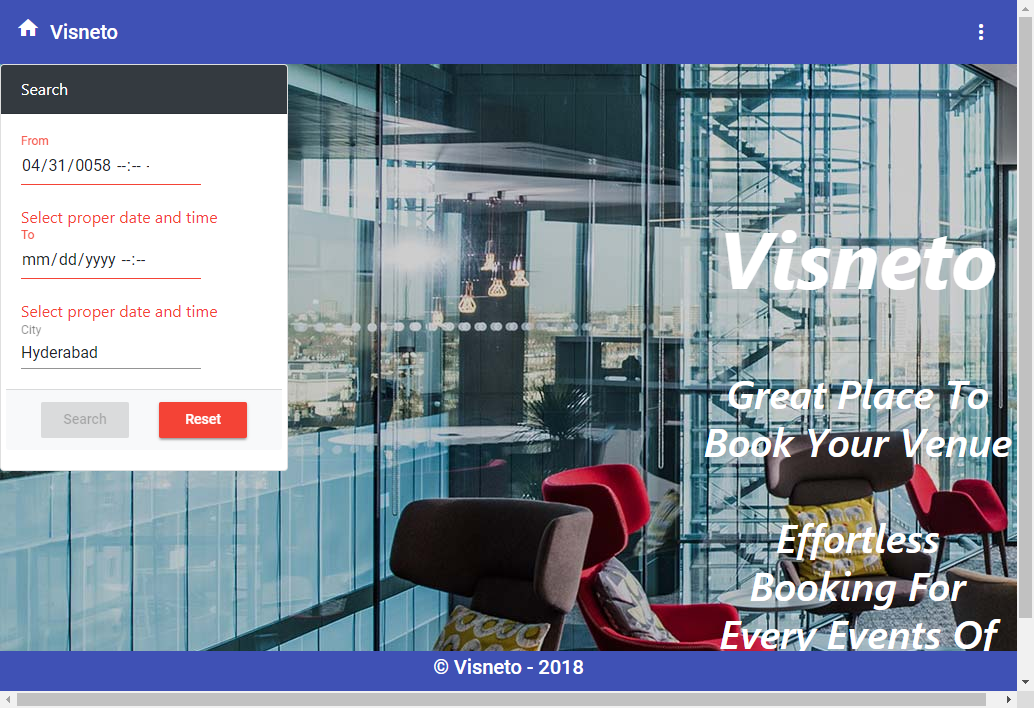 Visneto
Search
From
04/31/0058 --:-- -
Select proper date and time
To
mm/dd/yyyy --:--
Select proper date and time
City
Hyderabad
Search
Reset
Visneto
Great Place To
Book Your Venue
Effortless
Booking For
Every Events Of
© Visneto - 2018